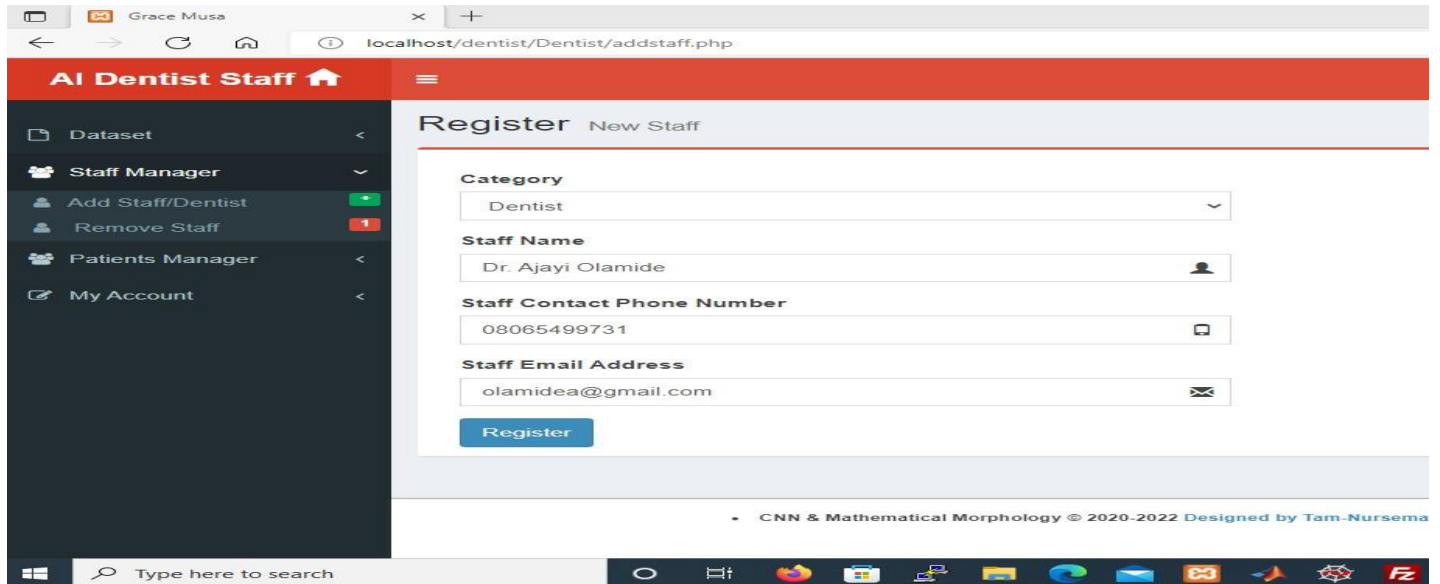 Grace Musa
localhost/dentist/Dentist/addstaff.php
AI Dentist Staff
Dataset
Staff Manager
Add Staff/Dentist
+
Remove Staff
1
Patients Manager
My Account
Register New Staff
Category
Dentist
Staff Name
Dr. Ajayi Olamide
Staff Contact Phone Number
08065499731
Staff Email Address
olamidea@gmail.com
Register
CNN & Mathematical Morphology © 2020-2022 Designed by Tam-Nursema
Type here to search